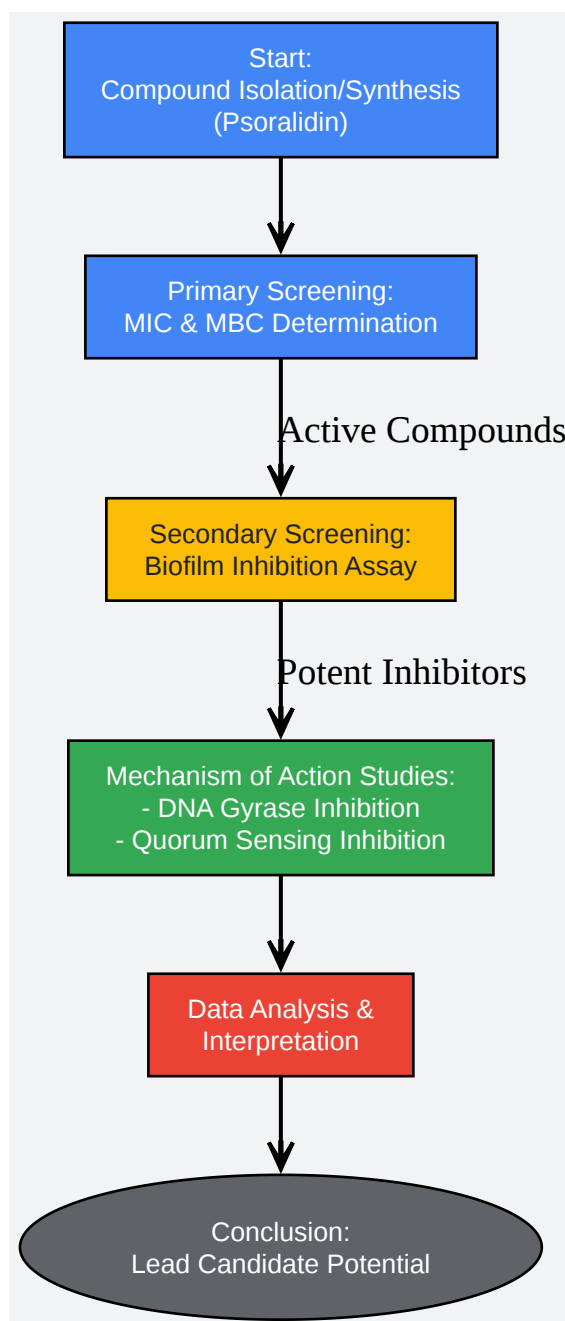 Start:
Compound Isolation/Synthesis
(Psoralidin)
Primary Screening:
MIC & MBC Determination
Active Compounds
Secondary Screening:
Biofilm Inhibition Assay
Potent Inhibitors
Mechanism of Action Studies:
- DNA Gyrase Inhibition
- Quorum Sensing Inhibition
Data Analysis &
Interpretation
Conclusion:
Lead Candidate Potential